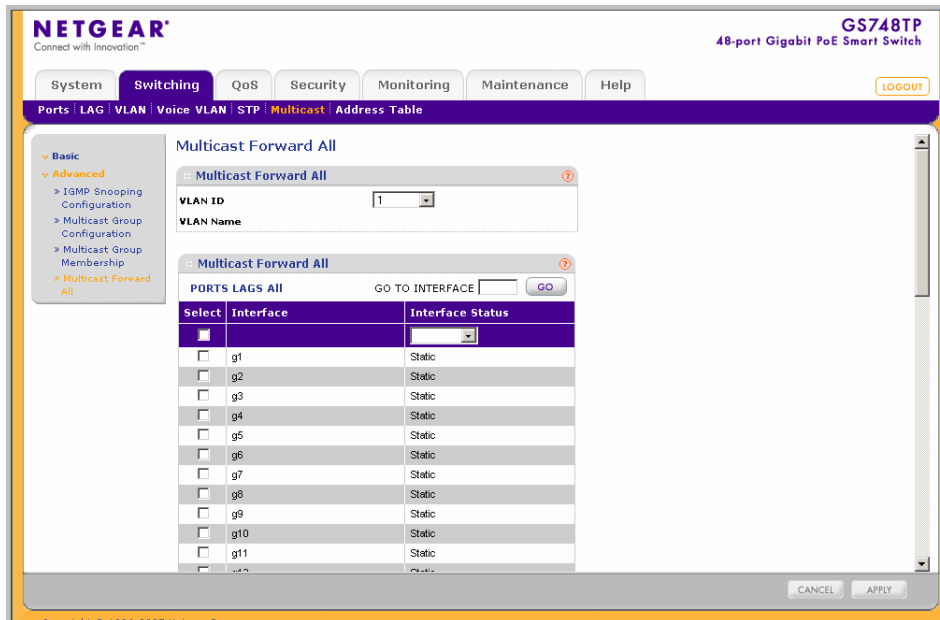 NETGEAR®
Connect with Innovation™
GS748TP
48-port Gigabit PoE Smart Switch
System Switching QoS Security Monitoring Maintenance Help
LOGOUT
Ports LAG VLAN Voice VLAN STP Multicast Address Table
Basic
Advanced
» IGMP Snooping
Configuration
» Multicast Group
Configuration
» Multicast Group
Membership
» Multicast Forward
All
Multicast Forward All
Multicast Forward All ?
VLAN ID 1
VLAN Name
Multicast Forward All ?
PORTS LAGS All GO TO INTERFACE GO
Select Interface Interface Status
g1 Static
g2 Static
g3 Static
g4 Static
g5 Static
g6 Static
g7 Static
g8 Static
g9 Static
g10 Static
g11 Static
CANCEL APPLY